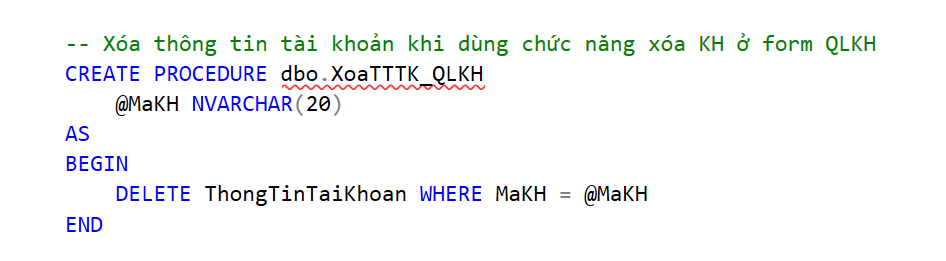 -- Xóa thông tin tài khoản khi dùng chức năng xóa KH ở form QLKH
CREATE PROCEDURE dbo.XoaTTTK_QLKH
@MaKH NVARCHAR(20)
AS
BEGIN
DELETE ThongTinTaiKhoan WHERE MaKH = @MaKH
END